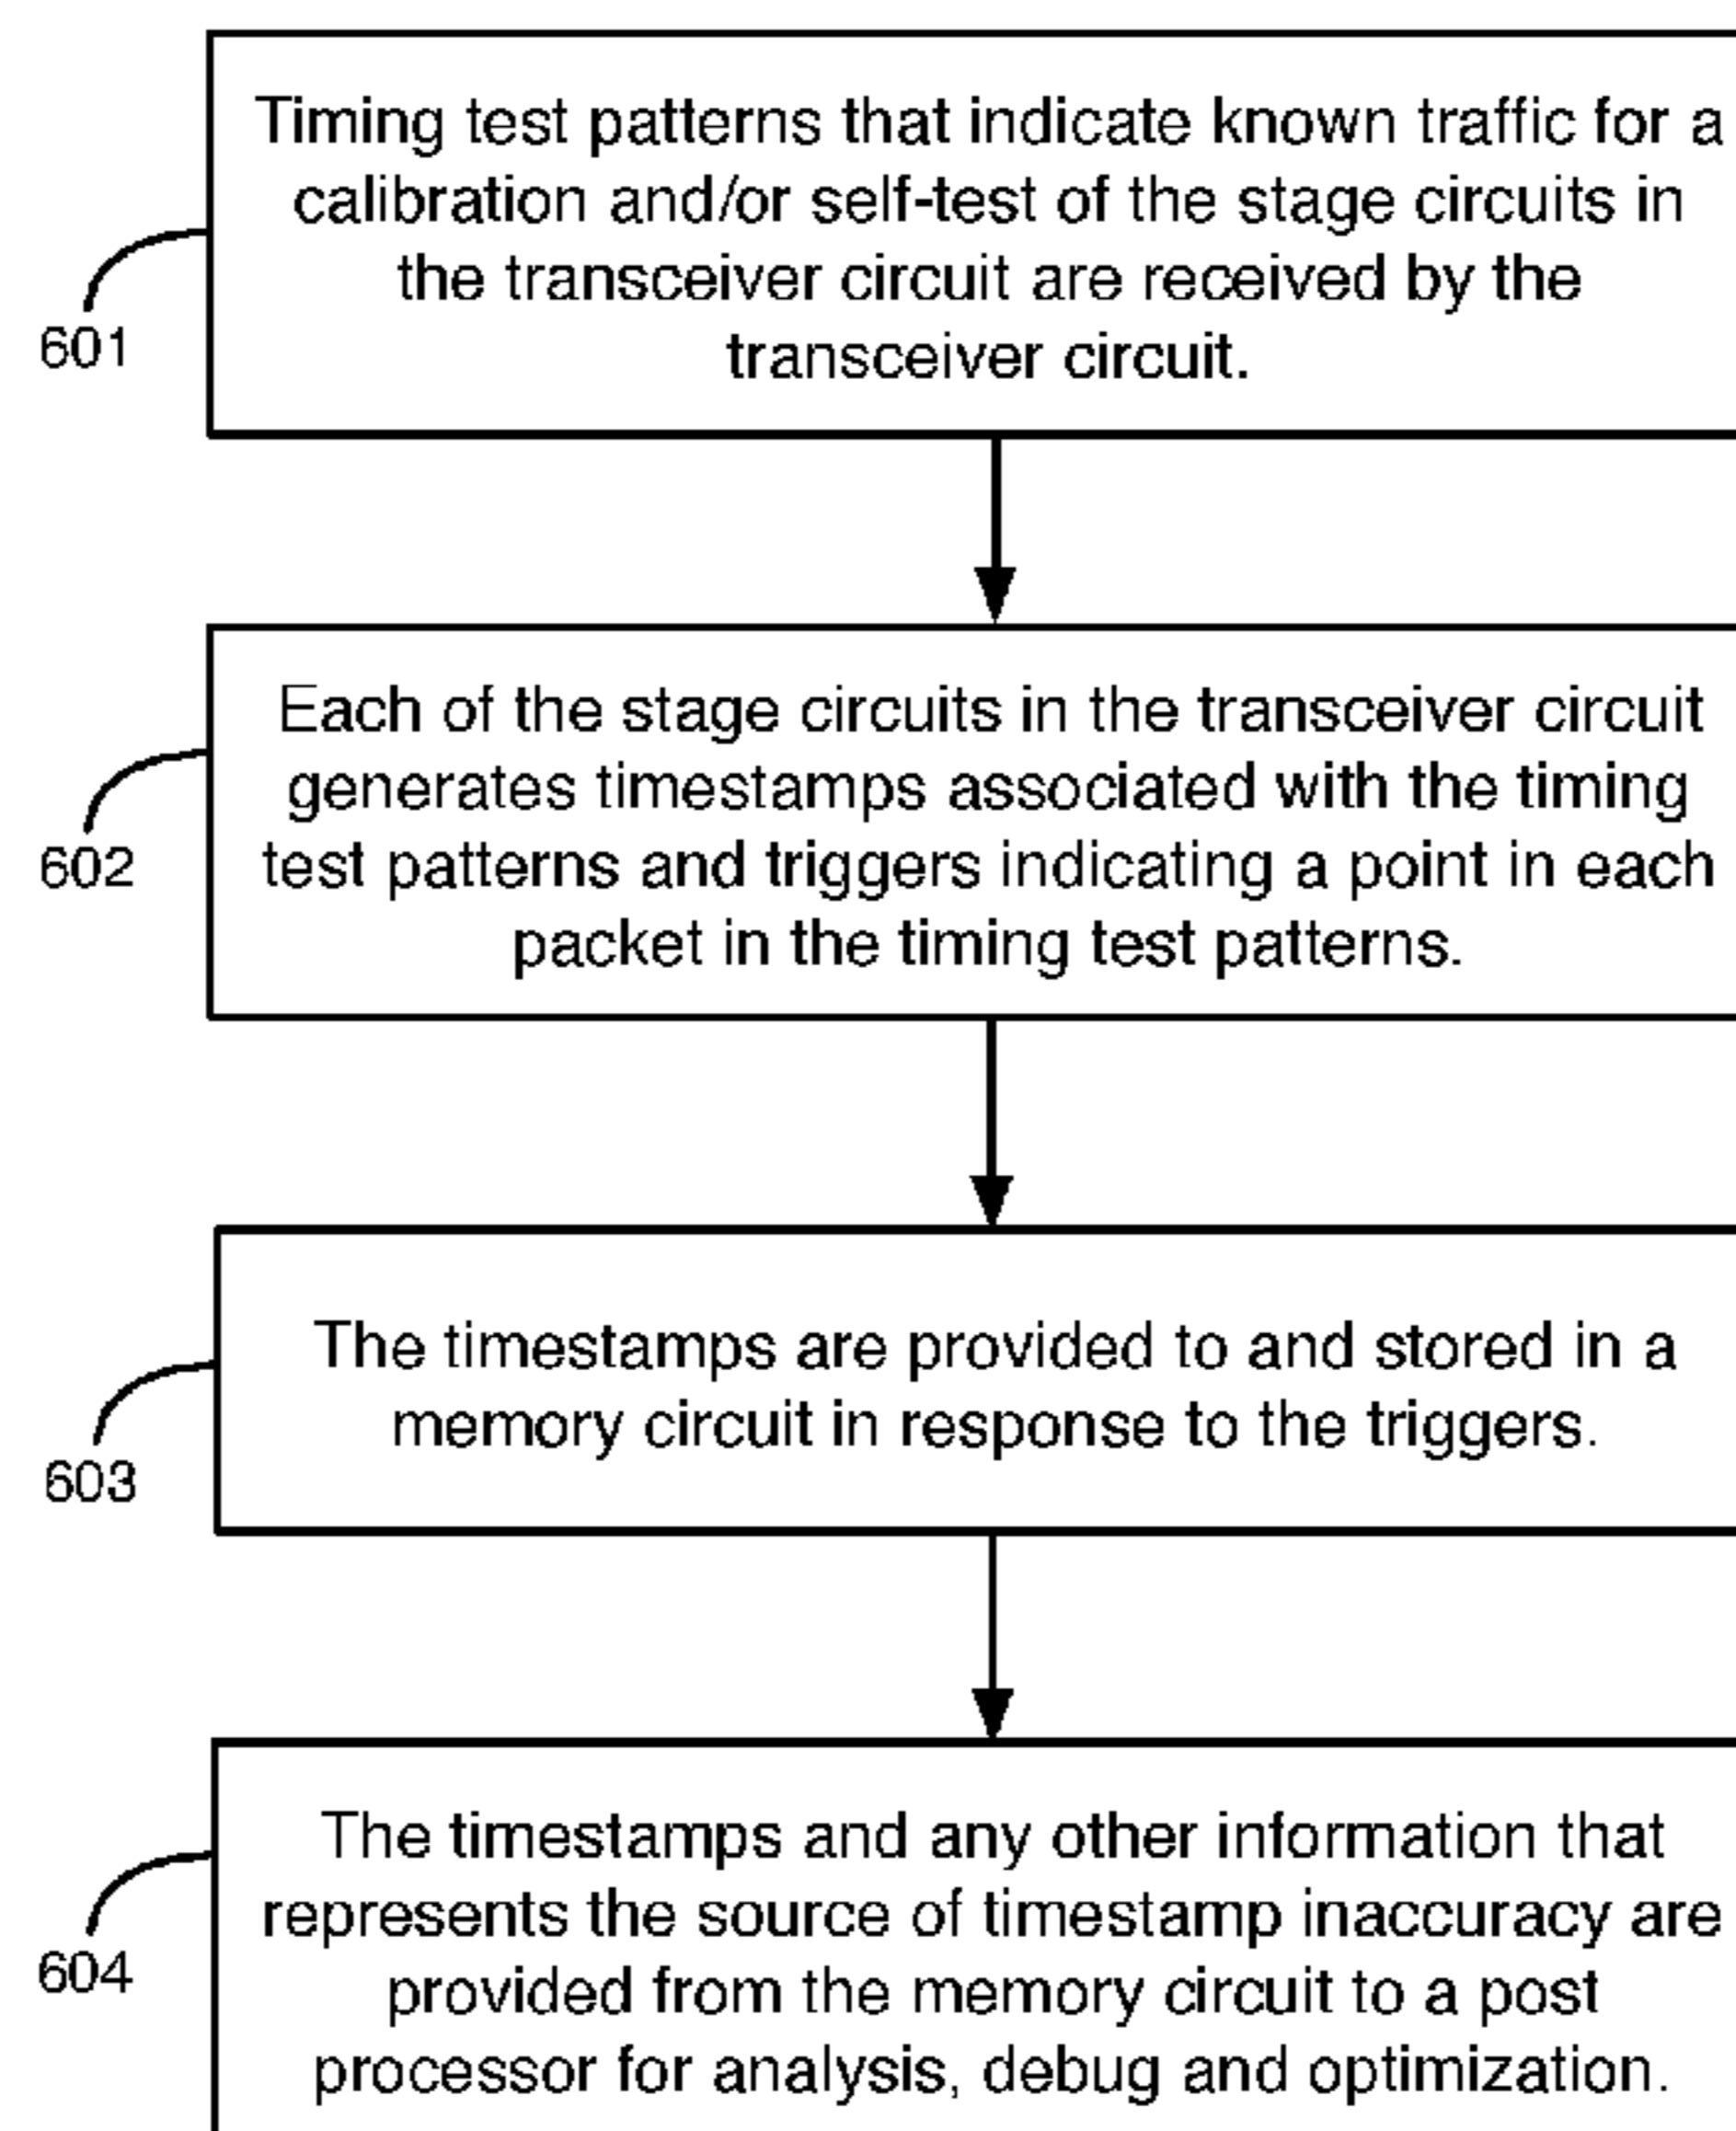 Timing test patterns that indicate known traffic for a
calibration and/or self-test of the stage circuits in
the transceiver circuit are received by the
transceiver circuit.
601
Each of the stage circuits in the transceiver circuit
generates timestamps associated with the timing
test patterns and triggers indicating a point in each
packet in the timing test patterns.
602
The timestamps are provided to and stored in a
memory circuit in response to the triggers.
603
The timestamps and any other information that
represents the source of timestamp inaccuracy are
provided from the memory circuit to a post
processor for analysis, debug and optimization.
604